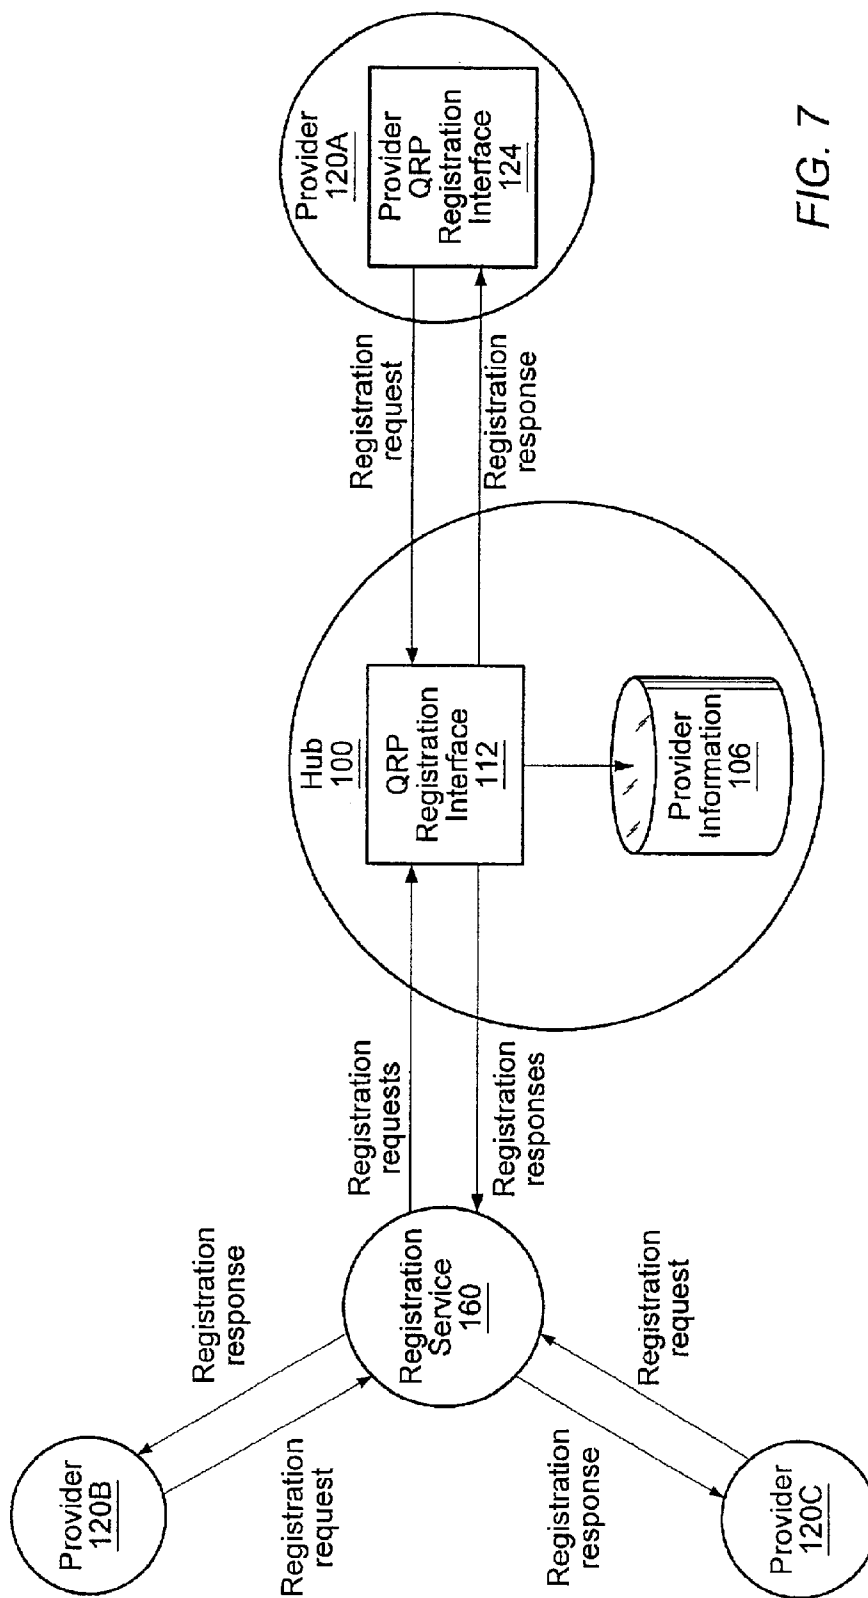 Provider
120B
Registration
response
Registration
request
Registration
Service
160
Provider
120C
Registration
response
Registration
request
Registration
requests
Registration
responses
Hub
100
QRP
Registration
Interface
112
Provider
Information
106
Registration
request
Registration
response
Provider
120A
Provider
QRP
Registration
Interface
124
FIG. 7